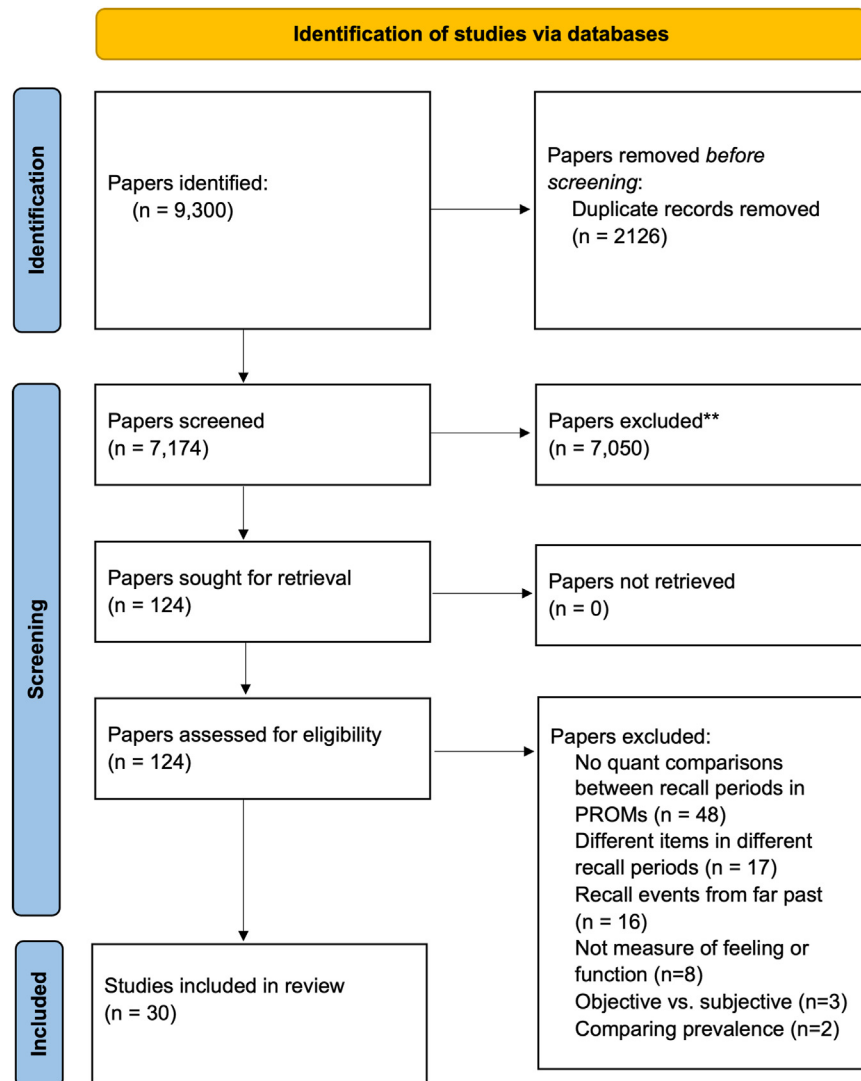 Identification of studies via databases
Identification
Papers identified:
(n = 9,300)
Papers removed before
screening:
Duplicate records removed
(n = 2126)
Screening
Papers screened
(n = 7,174)
Papers excluded**
(n = 7,050)
Papers sought for retrieval
(n = 124)
Papers not retrieved
(n = 0)
Papers assessed for eligibility
(n = 124)
Papers excluded:
No quant comparisons
between recall periods in
PROMs (n = 48)
Different items in different
recall periods (n = 17)
Recall events from far past
(n = 16)
Not measure of feeling or
function (n=8)
Objective vs. subjective (n=3)
Comparing prevalence (n=2)
Included
Studies included in review
(n = 30)